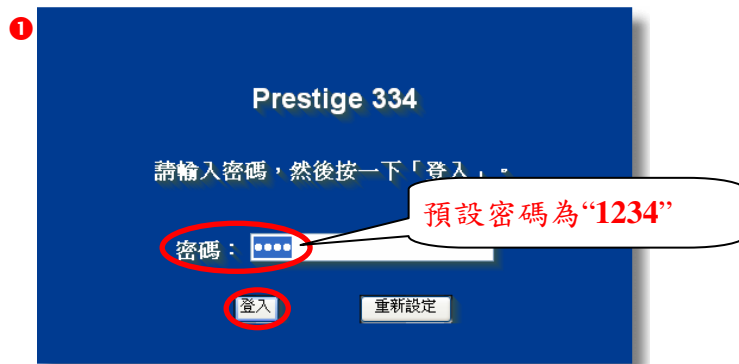 ❶
Prestige 334
請輸入密碼，然後按一下「登入」。
預設密碼為“1234”
密碼： ••••
登入 重新設定